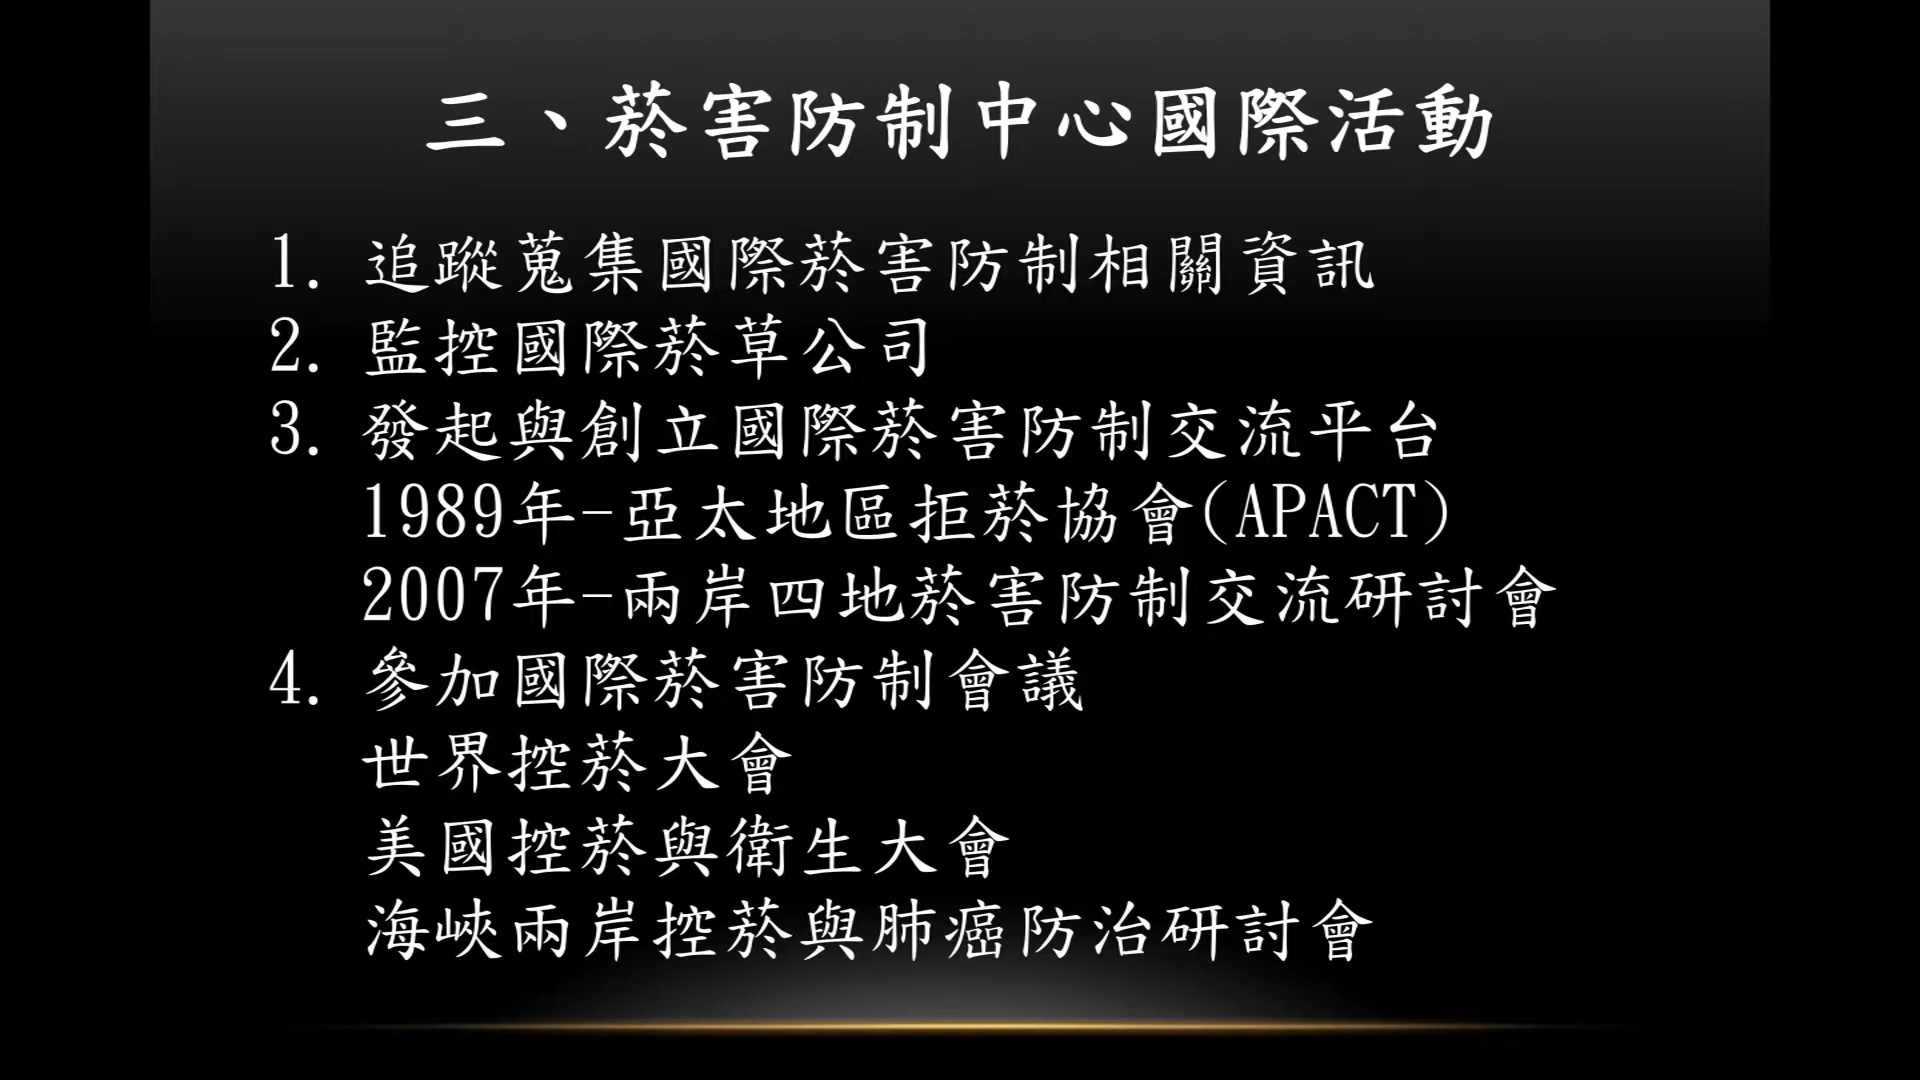 三、菸害防制中心國際活動
1. 追蹤蒐集國際菸害防制相關資訊
2. 監控國際菸草公司
3. 發起與創立國際菸害防制交流平台
1989年-亞太地區拒菸協會(APACT)
2007年-兩岸四地菸害防制交流研討會
4. 參加國際菸害防制會議
世界控菸大會
美國控菸與衛生大會
海峽兩岸控菸與肺癌防治研討會